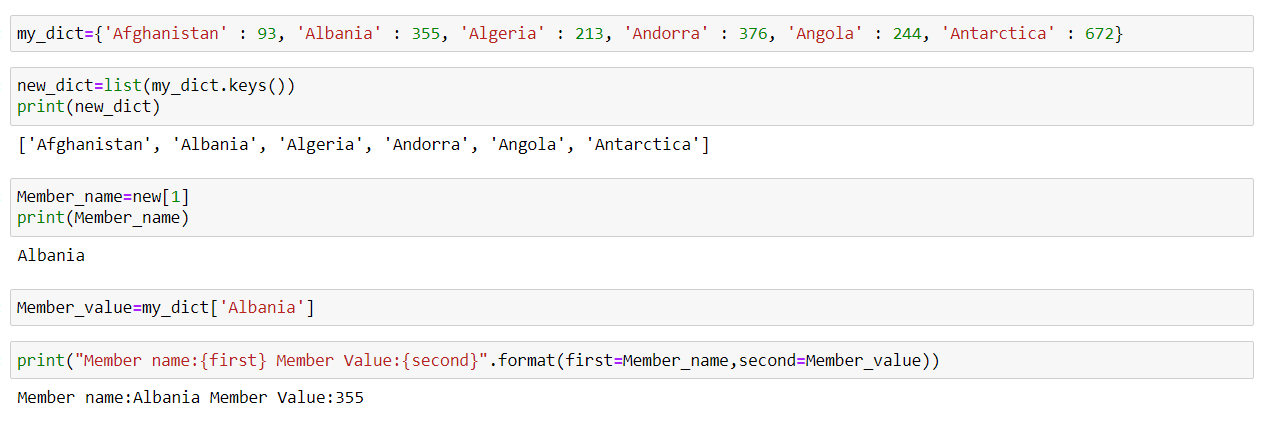 my_dict={'Afghanistan' : 93, 'Albania' : 355, 'Algeria' : 213, 'Andorra' : 376, 'Angola' : 244, 'Antarctica' : 672}
new_dict=list(my_dict.keys())
print(new_dict)
['Afghanistan', 'Albania', 'Algeria', 'Andorra', 'Angola', 'Antarctica']
Member_name=new[1]
print(Member_name)
Albania
Member_value=my_dict['Albania']
print("Member name:{first} Member Value:{second}".format(first=Member_name,second=Member_value))
Member name:Albania Member Value:355